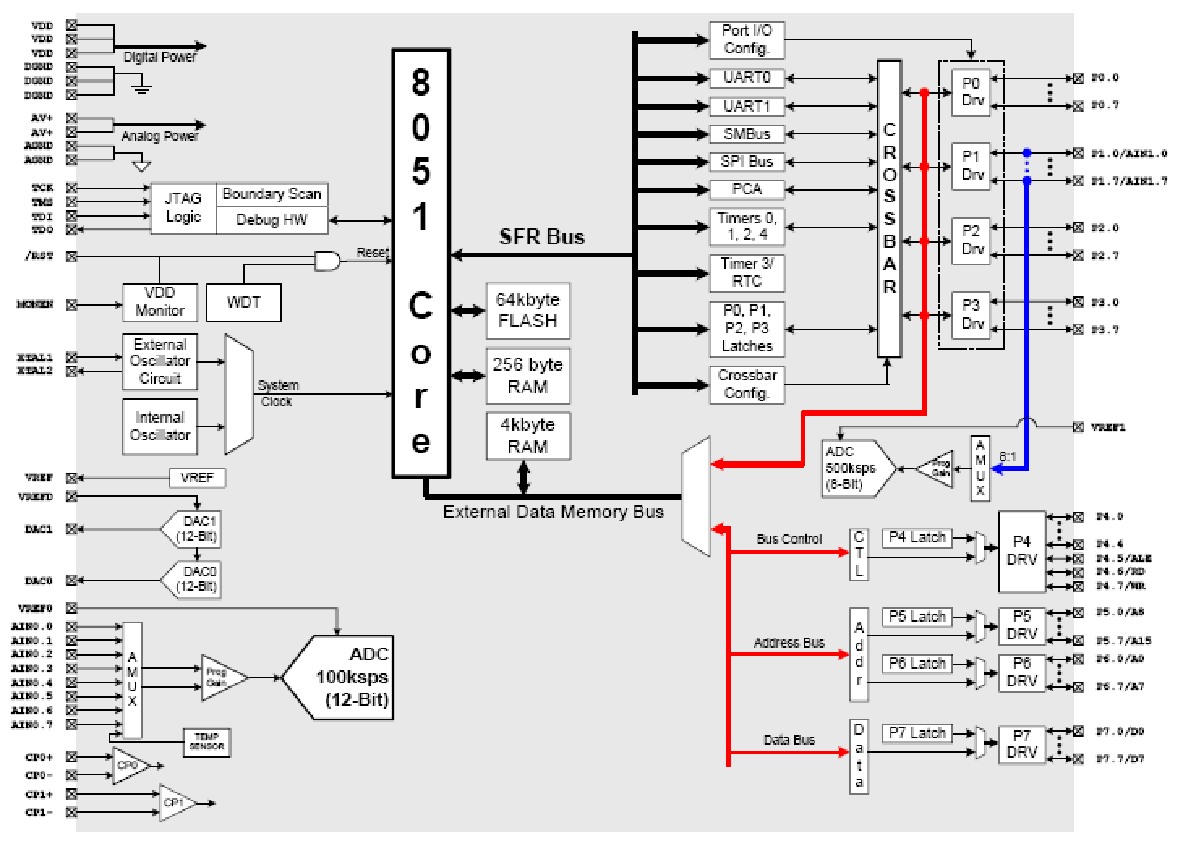 VDD
VDD
VDD
DGND
DGND
DGND
Digital Power
AV+
AV+
AGND
AGND
Analog Power
TCK
TMS
TDI
TDO
JTAG
Logic
Boundary Scan
Debug HW
/RST
Reset
MONEN
VDD
Monitor
WDT
XTAL1
XTAL2
External
Oscillator
Circuit
Internal
Oscillator
System
Clock
VREF
VREF
VREFD
DAC1
DAC1
(12-Bit)
DAC0
DAC0
(12-Bit)
VREF0
AIN0.0
AIN0.1
AIN0.2
AIN0.3
AIN0.4
AIN0.5
AIN0.6
AIN0.7
A
M
U
X
Prog
Gain
ADC
100ksps
(12-Bit)
TEMP
SENSOR
CP0+
CP0-
CP0
CP1+
CP1-
CP1
8
0
5
1
C
o
r
e
64kbyte
FLASH
256 byte
RAM
4kbyte
RAM
SFR Bus
External Data Memory Bus
Port I/O
Config.
UART0
UART1
SMBus
SPI Bus
PCA
Timers 0,
1, 2, 4
Timer 3/
RTC
P0, P1,
P2, P3
Latches
Crossbar
Config.
C
R
O
S
S
B
A
R
P0
Drv
P1
Drv
P2
Drv
P3
Drv
P0.0
P0.7
P1.0/AIN1.0
P1.7/AIN1.7
P2.0
P2.7
P3.0
P3.7
VREF1
ADC
500ksps
(8-Bit)
Prog
Gain
A
M
U
X
8:1
Bus Control
C
T
L
P4 Latch
P4
DRV
P4.0
P4.4
P4.5/ALE
P4.6/RD
P4.7/WR
Address Bus
A
d
d
r
P5 Latch
P5
DRV
P5.0/A8
P5.7/A15
P6 Latch
P6
DRV
P6.0/A0
P6.7/A7
Data Bus
D
a
t
a
P7 Latch
P7
DRV
P7.0/D0
P7.7/D7